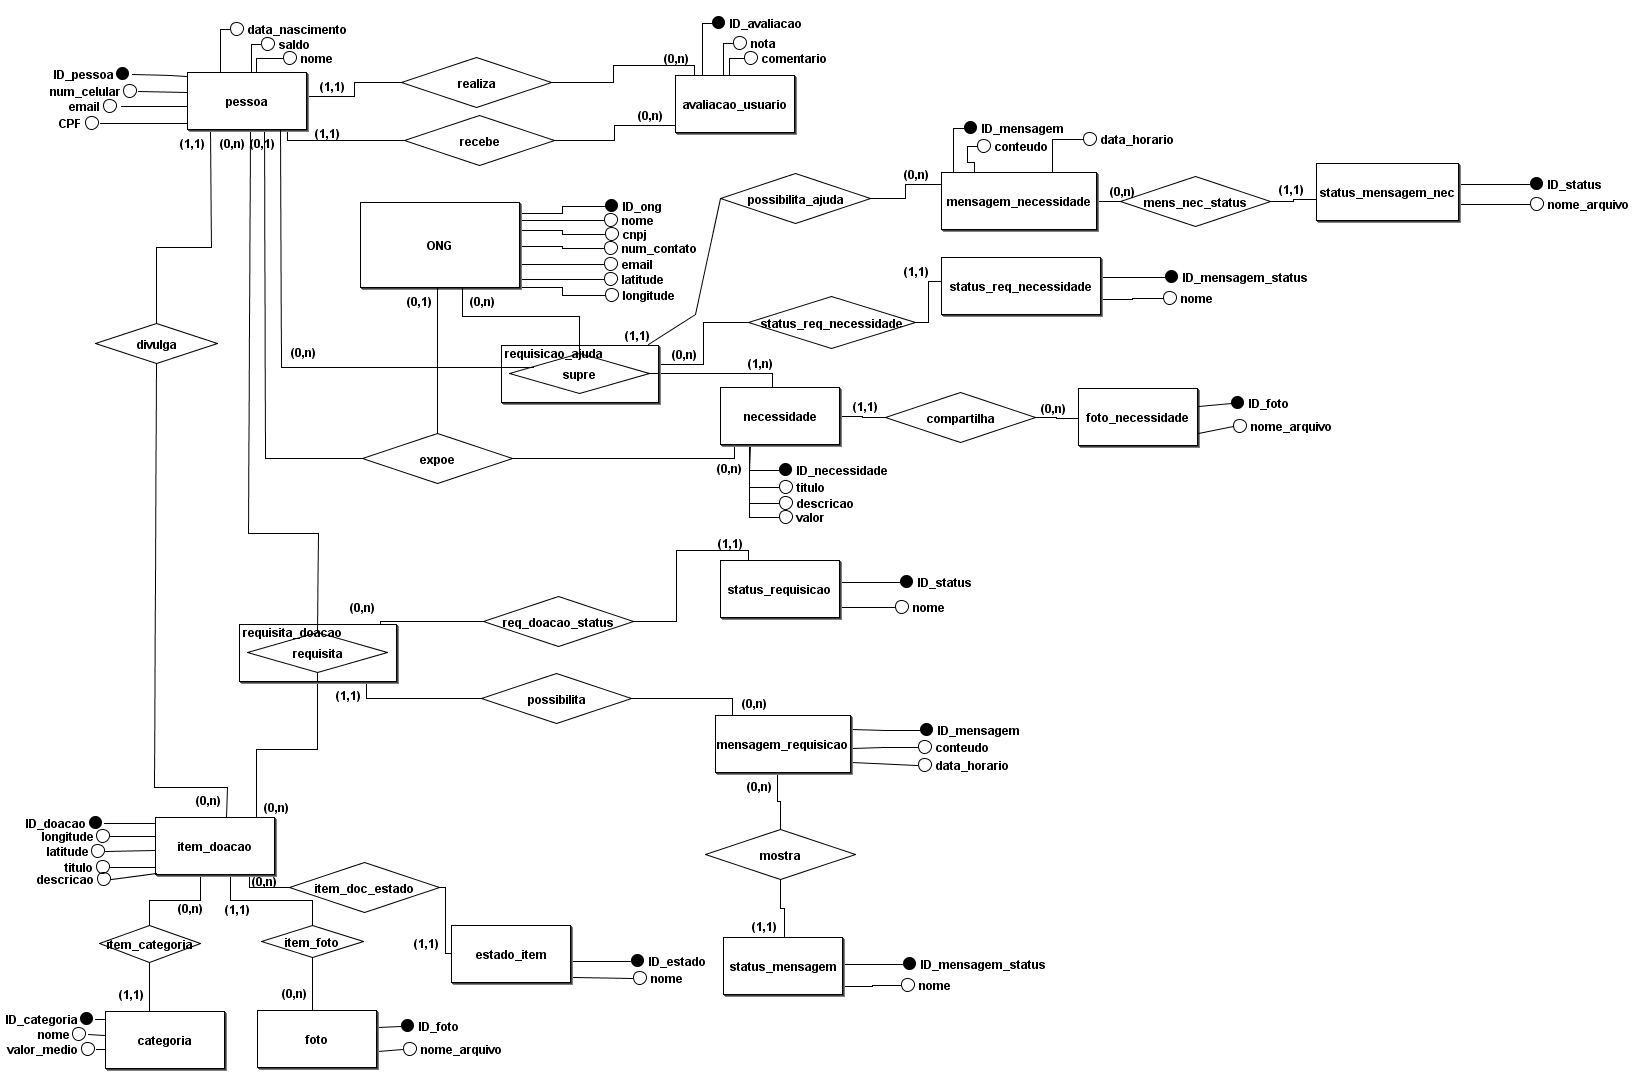 data_nascimento
saldo
nome
ID_pessoa
num_celular
email
CPF
pessoa
(1,1)
(1,1)
(1,1)
(0,n)
(0,1)
realiza
recebe
(0,n)
(0,n)
ID_avaliacao
nota
comentario
avaliacao_usuario
ID_mensagem
conteudo
data_horario
possibilita_ajuda
(0,n)
mensagem_necessidade
(0,n)
mens_nec_status
(1,1)
status_mensagem_nec
ID_status
nome_arquivo
ONG
ID_ong
nome
cnpj
num_contato
email
latitude
longitude
(0,1)
(0,n)
(1,1)
status_req_necessidade
ID_mensagem_status
nome
status_req_necessidade
(1,1)
(0,n)
divulga
(0,n)
requisicao_ajuda
supre
(1,n)
necessidade
(1,1)
compartilha
(0,n)
foto_necessidade
ID_foto
nome_arquivo
expoe
(0,n)
ID_necessidade
titulo
descricao
valor
(1,1)
status_requisicao
ID_status
nome
(0,n)
req_doacao_status
requisita_doacao
requisita
(1,1)
possibilita
(0,n)
mensagem_requisicao
ID_mensagem
conteudo
data_horario
(0,n)
mostra
(1,1)
status_mensagem
ID_mensagem_status
nome
(0,n)
(0,n)
ID_doacao
longitude
latitude
titulo
descricao
item_doacao
(0,n)
item_doc_estado
(1,1)
estado_item
ID_estado
nome
(0,n)
(1,1)
item_categoria
item_foto
(1,1)
(0,n)
ID_categoria
nome
valor_medio
categoria
foto
ID_foto
nome_arquivo